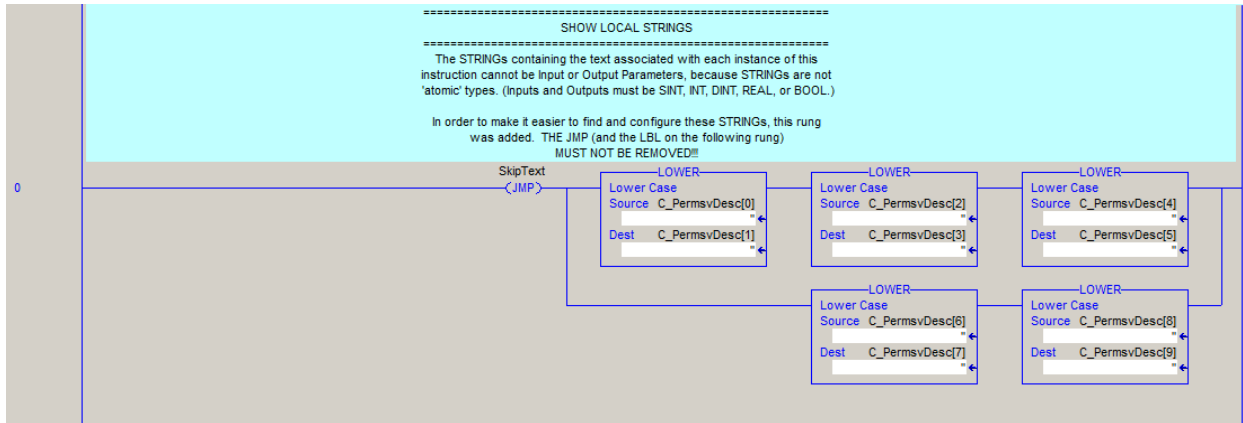 ============================================================
SHOW LOCAL STRINGS
============================================================
The STRINGs containing the text associated with each instance of this
instruction cannot be Input or Output Parameters, because STRINGs are not
'atomic' types. (Inputs and Outputs must be SINT, INT, DINT, REAL, or BOOL.)
In order to make it easier to find and configure these STRINGs, this rung
was added.  THE JMP (and the LBL on the following rung)
MUST NOT BE REMOVED!!!
0
SkipText
JMP
LOWER
Lower Case
Source C_PermsvDesc[0]
''
Dest C_PermsvDesc[1]
''
LOWER
Lower Case
Source C_PermsvDesc[2]
''
Dest C_PermsvDesc[3]
''
LOWER
Lower Case
Source C_PermsvDesc[4]
''
Dest C_PermsvDesc[5]
''
LOWER
Lower Case
Source C_PermsvDesc[6]
''
Dest C_PermsvDesc[7]
''
LOWER
Lower Case
Source C_PermsvDesc[8]
''
Dest C_PermsvDesc[9]
''